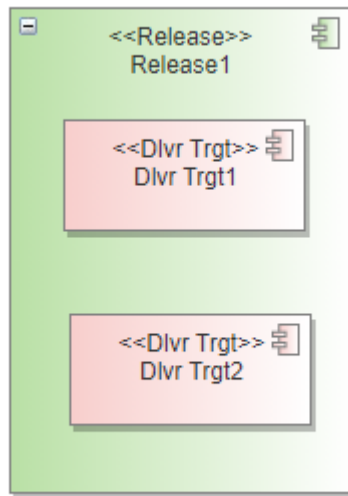 <<Release>>
Release1
<<Dlvr Trgt>>
Dlvr Trgt1
<<Dlvr Trgt>>
Dlvr Trgt2